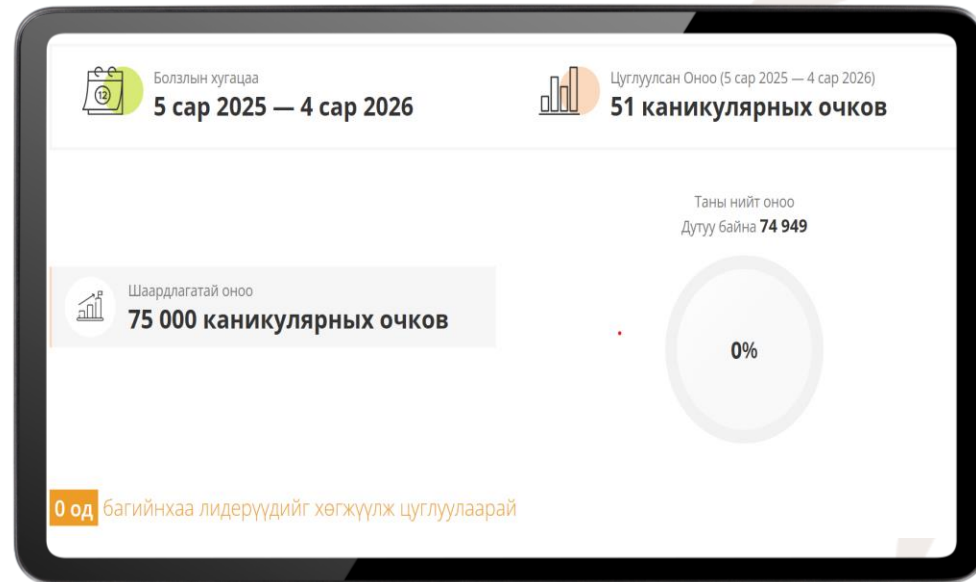 Болзлын хугацаа
5 сар 2025 — 4 сар 2026
Цуглуулсан Оноо (5 сар 2025 — 4 сар 2026)
51 каникулярных очков
Таны нийт оноо
Дутуу байна 74 949
Шаардлагатай оноо
75 000 каникулярных очков
0%
0 од багийнхаа лидерүүдийг хөгжүүлж цуглуулаарай